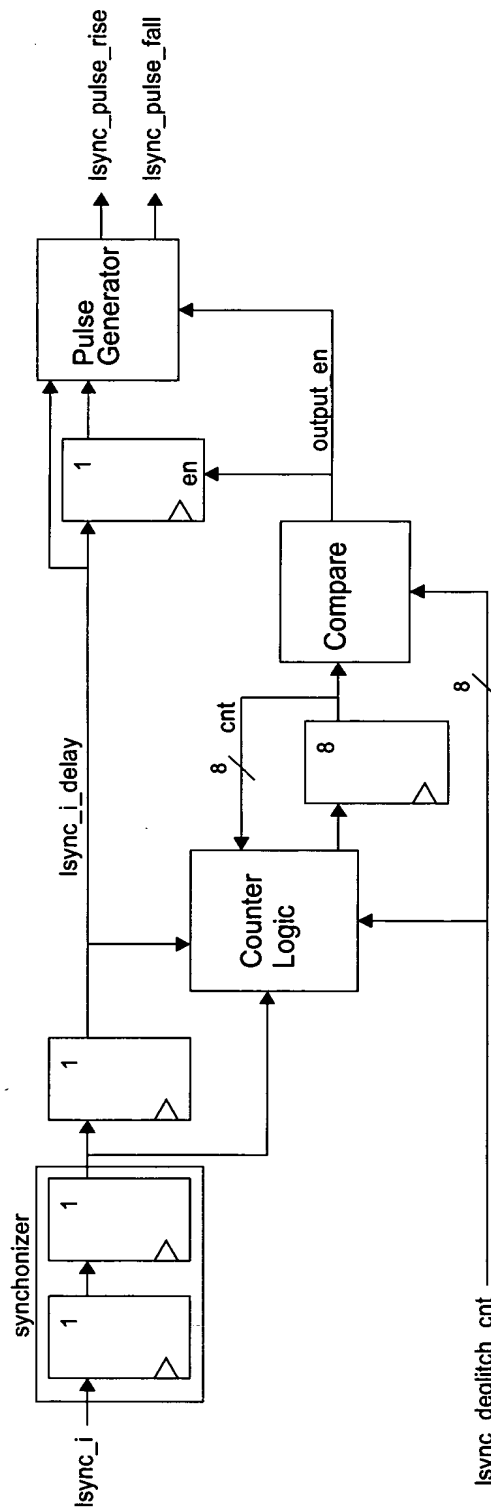 synchonizer
lsync_i
1
1
1
lsync_i_delay
1
en
Pulse
Generator
lsync_pulse_rise
lsync_pulse_fall
Counter
Logic
8
cnt
8
Compare
output_en
lsync_deglitch_cnt
8